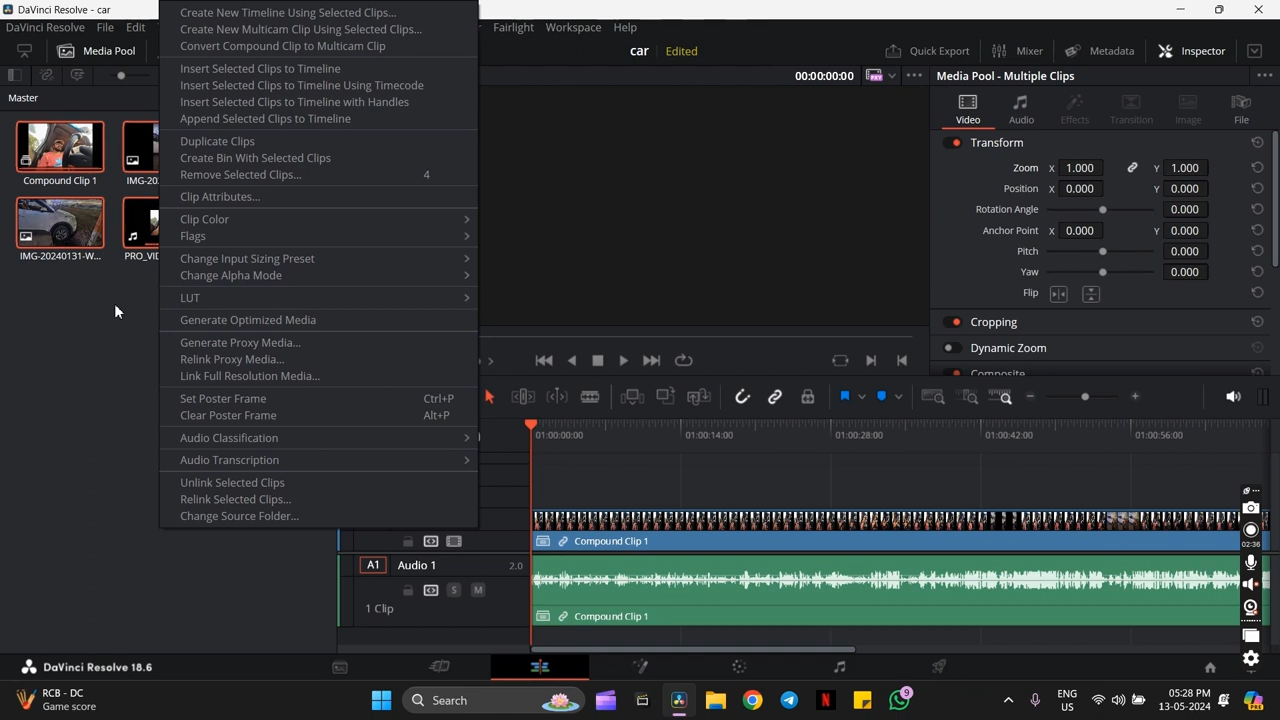 DaVinci Resolve - car
DaVinci Resolve File Edit Fairlight Workspace Help
Media Pool
car Edited
Quick Export Mixer Metadata Inspector
00:00:00:00
Media Pool - Multiple Clips
Master
Video Audio Effects Transition Image File
Compound Clip 1
IMG-20
IMG-20240131-W...
PRO_VID
Create New Timeline Using Selected Clips...
Create New Multicam Clip Using Selected Clips...
Convert Compound Clip to Multicam Clip
Insert Selected Clips to Timeline
Insert Selected Clips to Timeline Using Timecode
Insert Selected Clips to Timeline with Handles
Append Selected Clips to Timeline
Duplicate Clips
Create Bin With Selected Clips
Remove Selected Clips... 4
Clip Attributes...
Clip Color
Flags
Change Input Sizing Preset
Change Alpha Mode
LUT
Generate Optimized Media
Generate Proxy Media...
Relink Proxy Media...
Link Full Resolution Media...
Set Poster Frame Ctrl+P
Clear Poster Frame Alt+P
Audio Classification
Audio Transcription
Unlink Selected Clips
Relink Selected Clips...
Change Source Folder...
Transform
Zoom X 1.000 Y 1.000
Position X 0.000 Y 0.000
Rotation Angle 0.000
Anchor Point X 0.000 Y 0.000
Pitch 0.000
Yaw 0.000
Flip
Cropping
Dynamic Zoom
Composite
01:00:00:00 01:00:14:00 01:00:28:00 01:00:42:00 01:00:56:00
Compound Clip 1
A1 Audio 1 2.0
S M
1 Clip
Compound Clip 1
02:36
DaVinci Resolve 18.6
RCB - DC
Game score
Search
9
ENG
US
05:28 PM
13-05-2024
PRE